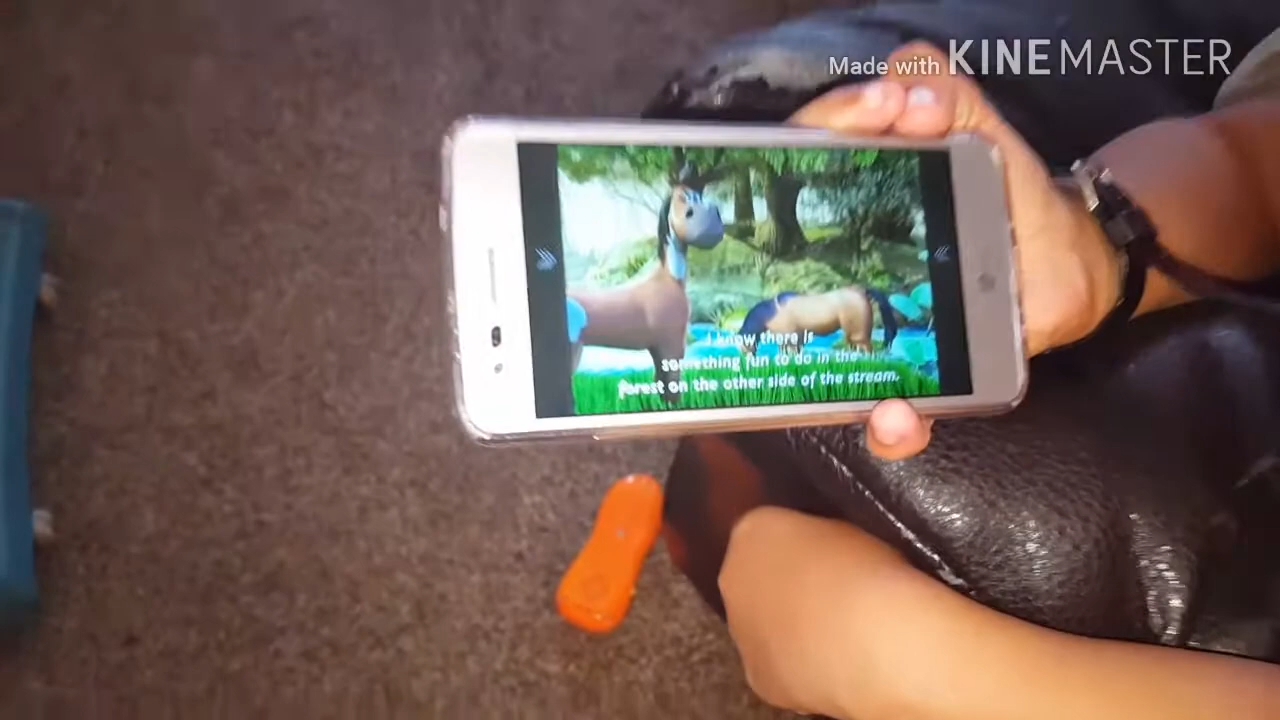 Made with KINEMASTER
I know there is
something fun to do in the
forest on the other side of the stream.